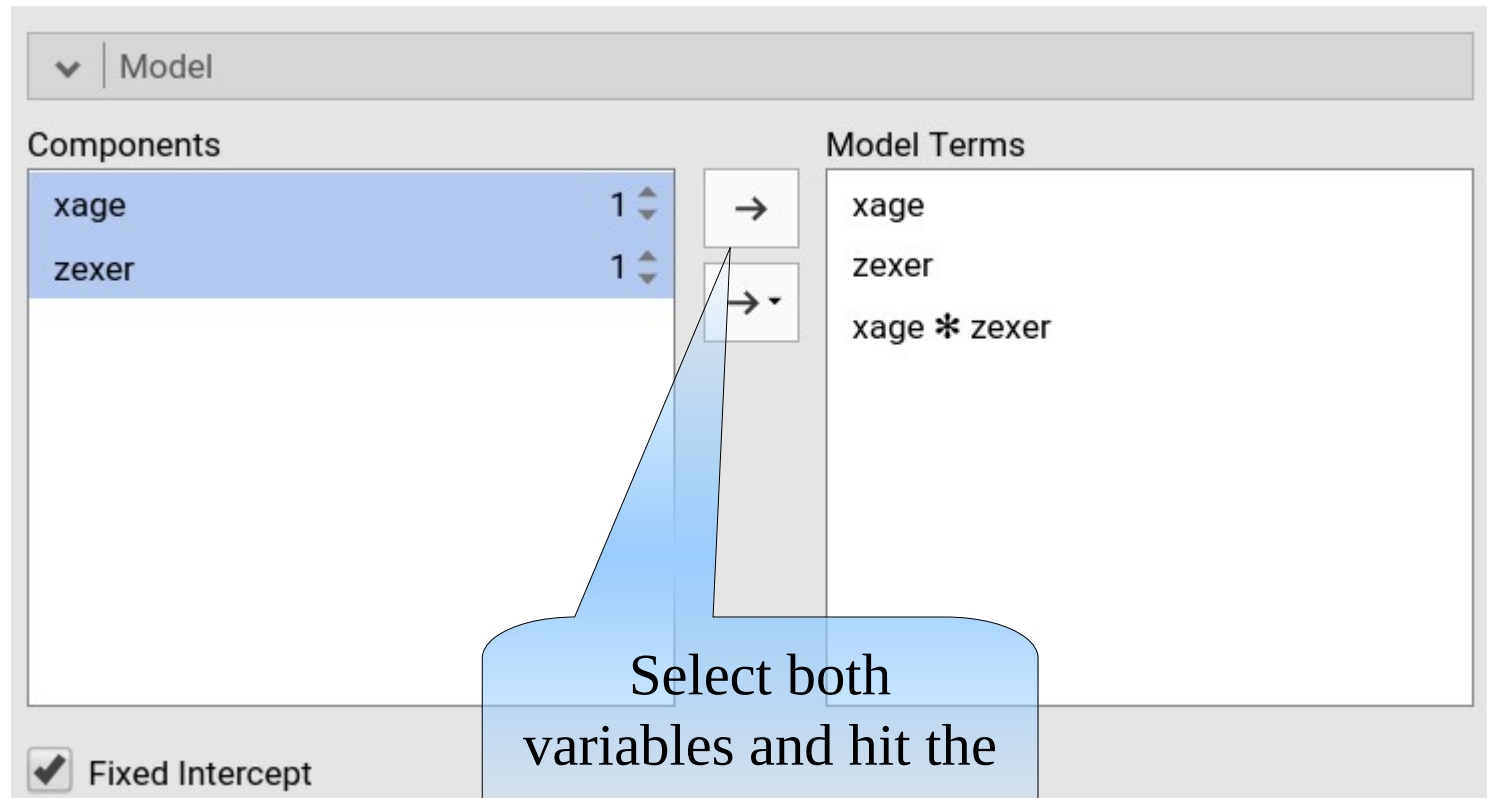 Model
Components
Model Terms
xage 1
zexer 1
xage
zexer
xage ✻ zexer
Select both
variables and hit the
Fixed Intercept